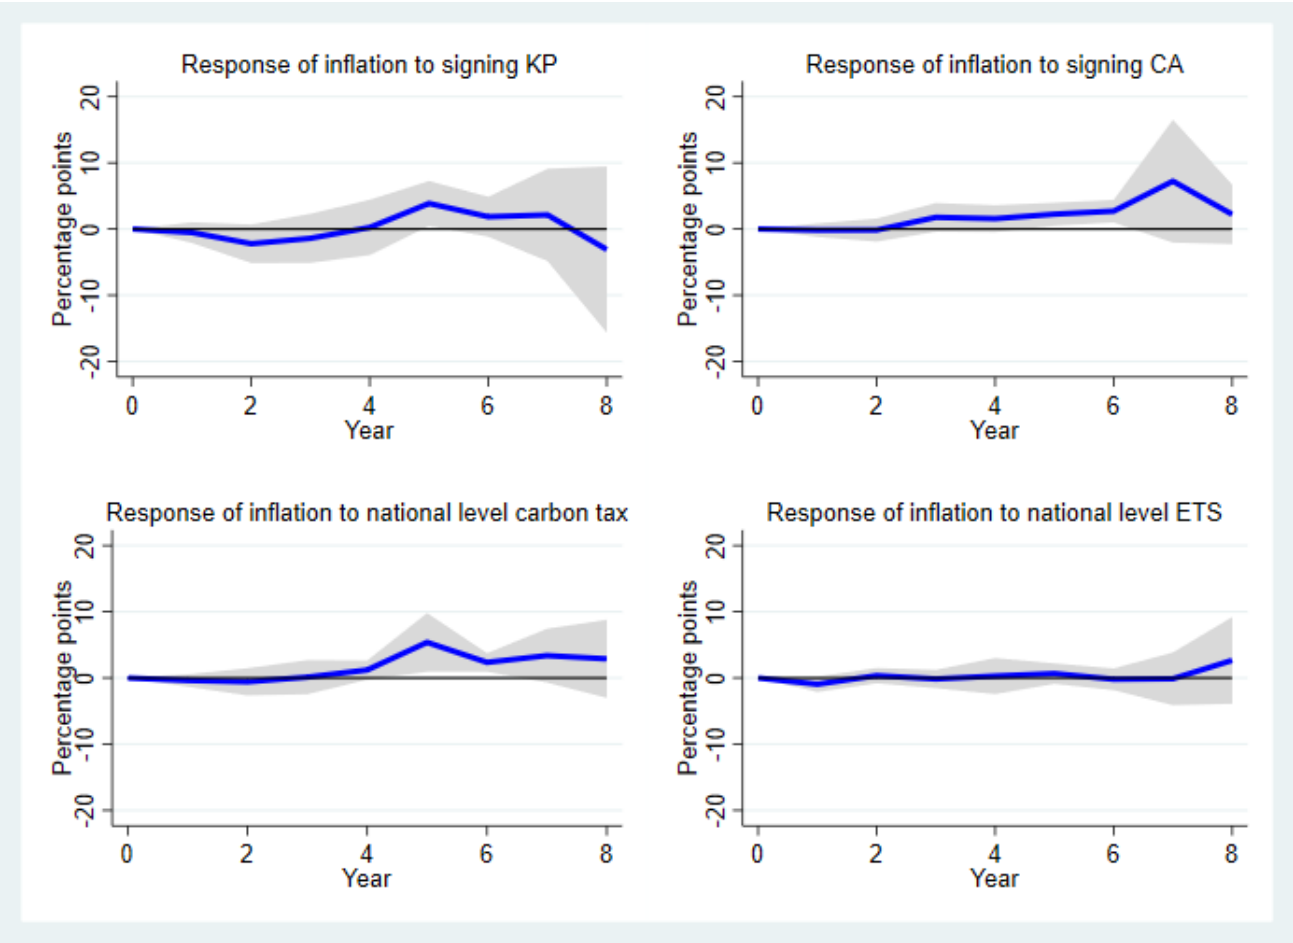 Response of inflation to signing KP
Percentage points
20
10
0
-10
-20
0 2 4 6 8
Year
Response of inflation to signing CA
Percentage points
20
10
0
-10
-20
0 2 4 6 8
Year
Response of inflation to national level carbon tax
Percentage points
20
10
0
-10
-20
0 2 4 6 8
Year
Response of inflation to national level ETS
Percentage points
20
10
0
-10
-20
0 2 4 6 8
Year